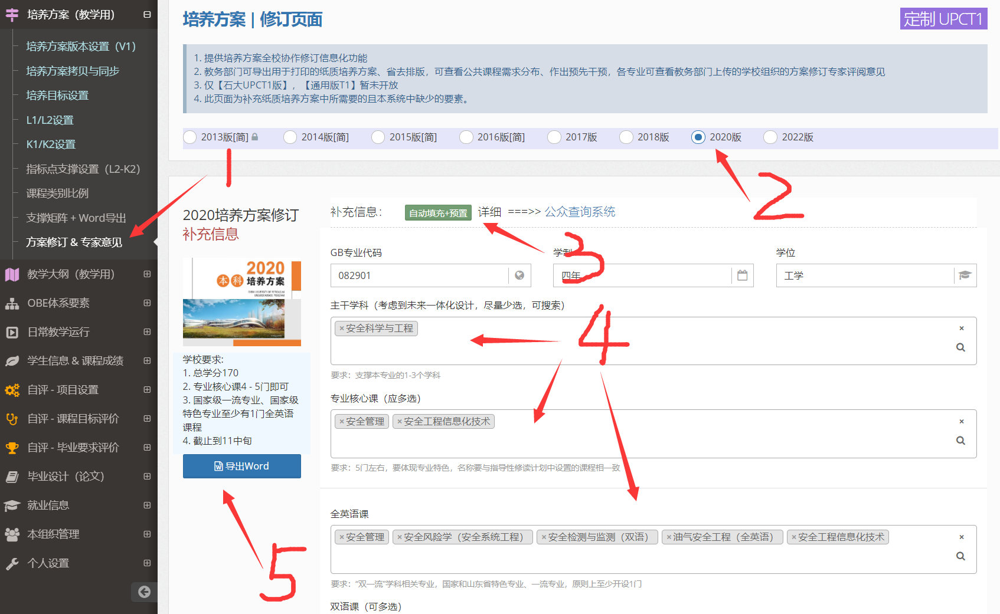 培养方案（教学用）
培养方案版本设置（V1）
培养方案拷贝与同步
培养目标设置
L1/L2设置
K1/K2设置
指标点支撑设置（L2-K2）
课程类别比例
支撑矩阵 + Word导出
方案修订 & 专家意见
教学大纲（教学用）
OBE体系要素
日常教学运行
学生信息 & 课程成绩
自评 - 项目设置
自评 - 课程目标评价
自评 - 毕业要求评价
毕业设计（论文）
就业信息
本组织管理
个人设置
培养方案 | 修订页面
定制 UPCT1
1. 提供培养方案全校协作修订信息化功能
2. 教务部门可导出用于打印的纸质培养方案、省去排版，可查看公共课程需求分布、作出预先干预，各专业可查看教务部门上传的学校组织的方案修订专家评阅意见
3. 仅【石大UPCT1版】，【通用版T1】暂未开放
4. 此页面为补充纸质培养方案中所需要的且本系统中缺少的要素。
2013版[简] 2014版[简] 2015版[简] 2016版[简] 2017版 2018版 2020版 2022版
1
2
3
4
5
2020培养方案修订
补充信息
2020
本科 培养方案
CHINA UNIVERSITY OF PETROLEUM
UNDERGRADUATE PROGRAM
学校要求:
1. 总学分170
2. 专业核心课4 - 5门即可
3. 国家级一流专业、国家级
特色专业至少有1门全英语
课程
4. 截止到11中旬
导出Word
补充信息： 自动填充+预置 详细 ===>> 公众查询系统
GB专业代码 学制 学位
082901 四年 工学
主干学科（考虑到未来一体化设计，尽量少选，可搜索）
×安全科学与工程 ×
要求：支撑本专业的1-3个学科
专业核心课（应多选）
×安全管理 ×安全工程信息化技术 ×
要求：5门左右，要体现专业特色，名称要与指导性修读计划中设置的课程相一致
全英语课
×安全管理 ×安全风险学（安全系统工程） ×安全检测与监测（双语） ×油气安全工程（全英语） ×安全工程信息化技术 ×
要求：“双一流”学科相关专业，国家和山东省特色专业、一流专业，原则上至少开设1门
双语课（可多选）